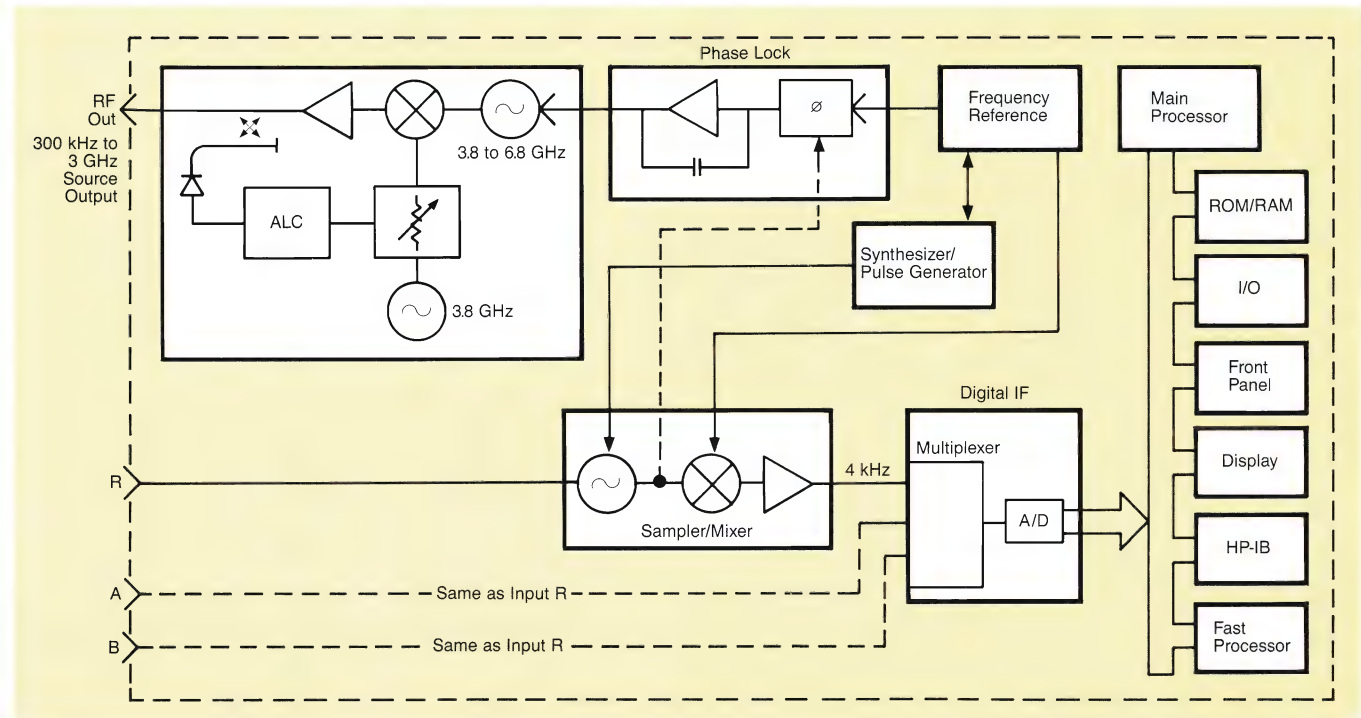 Phase Lock
RF
Out
300 kHz to
3 GHz
Source
Output
3.8 to 6.8 GHz
ALC
3.8 GHz
Ø
Frequency
Reference
Main
Processor
Synthesizer/
Pulse Generator
ROM/RAM
I/O
Front
Panel
Display
HP-IB
Fast
Processor
Digital IF
Multiplexer
A/D
4 kHz
R
Sampler/Mixer
A
Same as Input R
B
Same as Input R